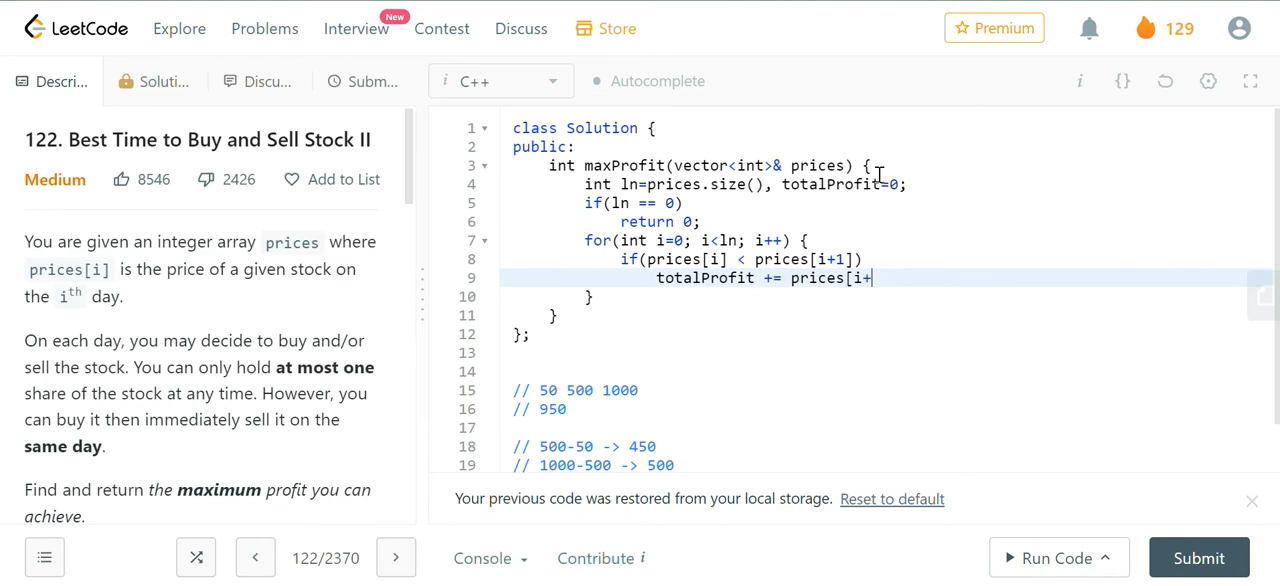 LeetCode Explore Problems Interview New Contest Discuss Store Premium 129
Descri... Soluti... Discu... Subm...
i C++ Autocomplete i {}
122. Best Time to Buy and Sell Stock II
Medium 8546 2426 Add to List
You are given an integer array prices where
prices[i] is the price of a given stock on
the ith day.
On each day, you may decide to buy and/or
sell the stock. You can only hold at most one
share of the stock at any time. However, you
can buy it then immediately sell it on the
same day.
Find and return the maximum profit you can
achieve.
1 class Solution {
2 public:
3 int maxProfit(vector<int>& prices) {
4 int ln=prices.size(), totalProfit=0;
5 if(ln == 0)
6 return 0;
7 for(int i=0; i<ln; i++) {
8 if(prices[i] < prices[i+1])
9 totalProfit += prices[i+
10 }
11 }
12 };
13
14
15 // 50 500 1000
16 // 950
17
18 // 500-50 -> 450
19 // 1000-500 -> 500
Your previous code was restored from your local storage. Reset to default
122/2370
Console Contribute i Run Code Submit